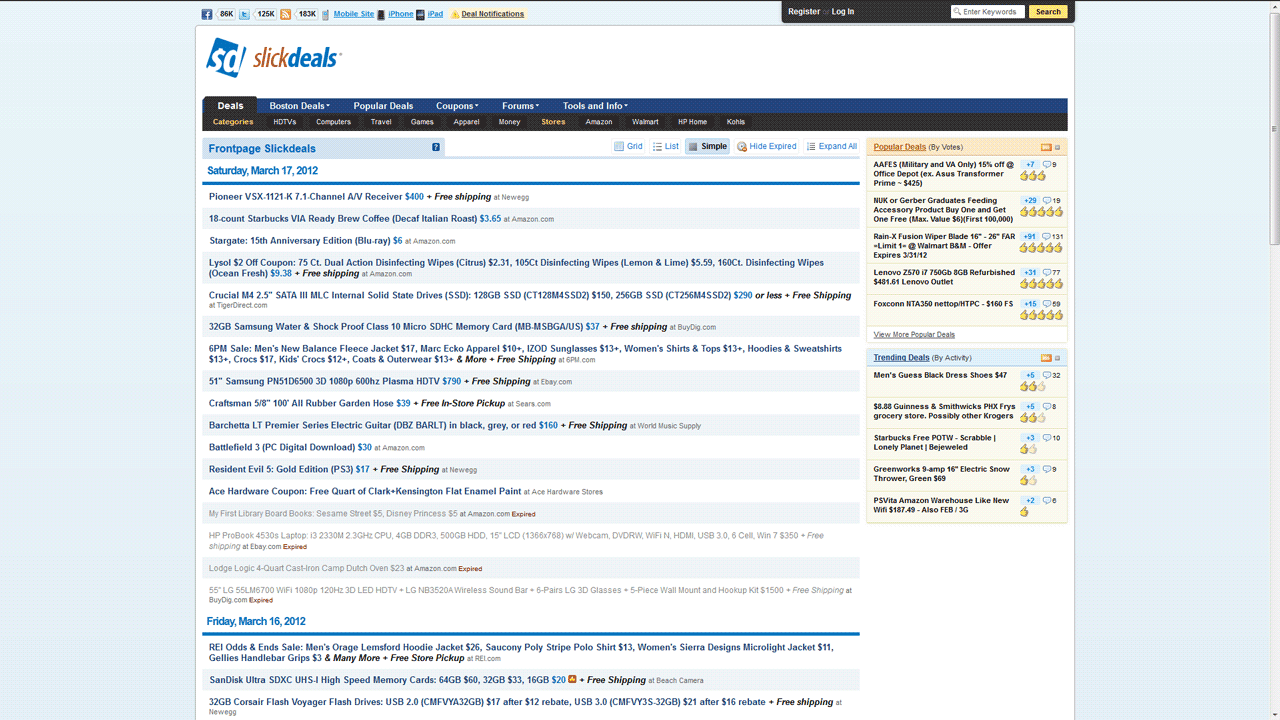 86K 125K 183K Mobile Site iPhone iPad Deal Notifications
Register or Log In Enter Keywords Search
sd slickdeals
Deals Boston Deals Popular Deals Coupons Forums Tools and Info
Categories HDTVs Computers Travel Games Apparel Money Stores Amazon Walmart HP Home Kohls
Frontpage Slickdeals ? Grid List Simple Hide Expired Expand All
Saturday, March 17, 2012
Pioneer VSX-1121-K 7.1-Channel A/V Receiver $400 + Free shipping at Newegg
18-count Starbucks VIA Ready Brew Coffee (Decaf Italian Roast) $3.65 at Amazon.com
Stargate: 15th Anniversary Edition (Blu-ray) $6 at Amazon.com
Lysol $2 Off Coupon: 75 Ct. Dual Action Disinfecting Wipes (Citrus) $2.31, 105Ct Disinfecting Wipes (Lemon & Lime) $5.59, 160Ct. Disinfecting Wipes
(Ocean Fresh) $9.38 + Free shipping at Amazon.com
Crucial M4 2.5" SATA III MLC Internal Solid State Drives (SSD): 128GB SSD (CT128M4SSD2) $150, 256GB SSD (CT256M4SSD2) $290 or less + Free Shipping
at TigerDirect.com
32GB Samsung Water & Shock Proof Class 10 Micro SDHC Memory Card (MB-MSBGA/US) $37 + Free shipping at BuyDig.com
6PM Sale: Men's New Balance Fleece Jacket $17, Marc Ecko Apparel $10+, IZOD Sunglasses $13+, Women's Shirts & Tops $13+, Hoodies & Sweatshirts
$13+, Crocs $17, Kids' Crocs $12+, Coats & Outerwear $13+ & More + Free Shipping at 6PM.com
51" Samsung PN51D6500 3D 1080p 600hz Plasma HDTV $790 + Free Shipping at Ebay.com
Craftsman 5/8" 100' All Rubber Garden Hose $39 + Free In-Store Pickup at Sears.com
Barchetta LT Premier Series Electric Guitar (DBZ BARLT) in black, grey, or red $160 + Free Shipping at World Music Supply
Battlefield 3 (PC Digital Download) $30 at Amazon.com
Resident Evil 5: Gold Edition (PS3) $17 + Free Shipping at Newegg
Ace Hardware Coupon: Free Quart of Clark+Kensington Flat Enamel Paint at Ace Hardware Stores
My First Library Board Books: Sesame Street $5, Disney Princess $5 at Amazon.com Expired
HP ProBook 4530s Laptop: i3 2330M 2.3GHz CPU, 4GB DDR3, 500GB HDD, 15" LCD (1366x768) w/ Webcam, DVDRW, WiFi N, HDMI, USB 3.0, 6 Cell, Win 7 $350 + Free
shipping at Ebay.com Expired
Lodge Logic 4-Quart Cast-Iron Camp Dutch Oven $23 at Amazon.com Expired
55" LG 55LM6700 WiFi 1080p 120Hz 3D LED HDTV + LG NB3520A Wireless Sound Bar + 6-Pairs LG 3D Glasses + 5-Piece Wall Mount and Hookup Kit $1500 + Free Shipping at
BuyDig.com Expired
Friday, March 16, 2012
REI Odds & Ends Sale: Men's Orage Lemsford Hoodie Jacket $26, Saucony Poly Stripe Polo Shirt $13, Women's Sierra Designs Microlight Jacket $11,
Gellies Handlebar Grips $3 & Many More + Free Store Pickup at REI.com
SanDisk Ultra SDXC UHS-I High Speed Memory Cards: 64GB $60, 32GB $33, 16GB $20 + Free Shipping at Beach Camera
32GB Corsair Flash Voyager Flash Drives: USB 2.0 (CMFVYA32GB) $17 after $12 rebate, USB 3.0 (CMFVY3S-32GB) $21 after $16 rebate + Free shipping at
Newegg
Popular Deals (By Votes)
AAFES (Military and VA Only) 15% off @ +7 9
Office Depot (ex. Asus Transformer
Prime ~ $425)
NUK or Gerber Graduates Feeding +29 19
Accessory Product Buy One and Get
One Free (Max. Value $6)(First 100,000)
Rain-X Fusion Wiper Blade 16" - 26" FAR +91 131
=Limit 1= @ Walmart B&M - Offer
Expires 3/31/12
Lenovo Z570 i7 750Gb 8GB Refurbished +31 77
$481.61 Lenovo Outlet
Foxconn NTA350 nettop/HTPC - $160 FS +15 59
View More Popular Deals
Trending Deals (By Activity)
Men's Guess Black Dress Shoes $47 +5 32
$8.88 Guinness & Smithwicks PHX Frys +5 8
grocery store. Possibly other Krogers
Starbucks Free POTW - Scrabble | +3 10
Lonely Planet | Bejeweled
Greenworks 9-amp 16" Electric Snow +3 9
Thrower, Green $69
PSVita Amazon Warehouse Like New +2 6
Wifi $187.49 - Also FEB / 3G